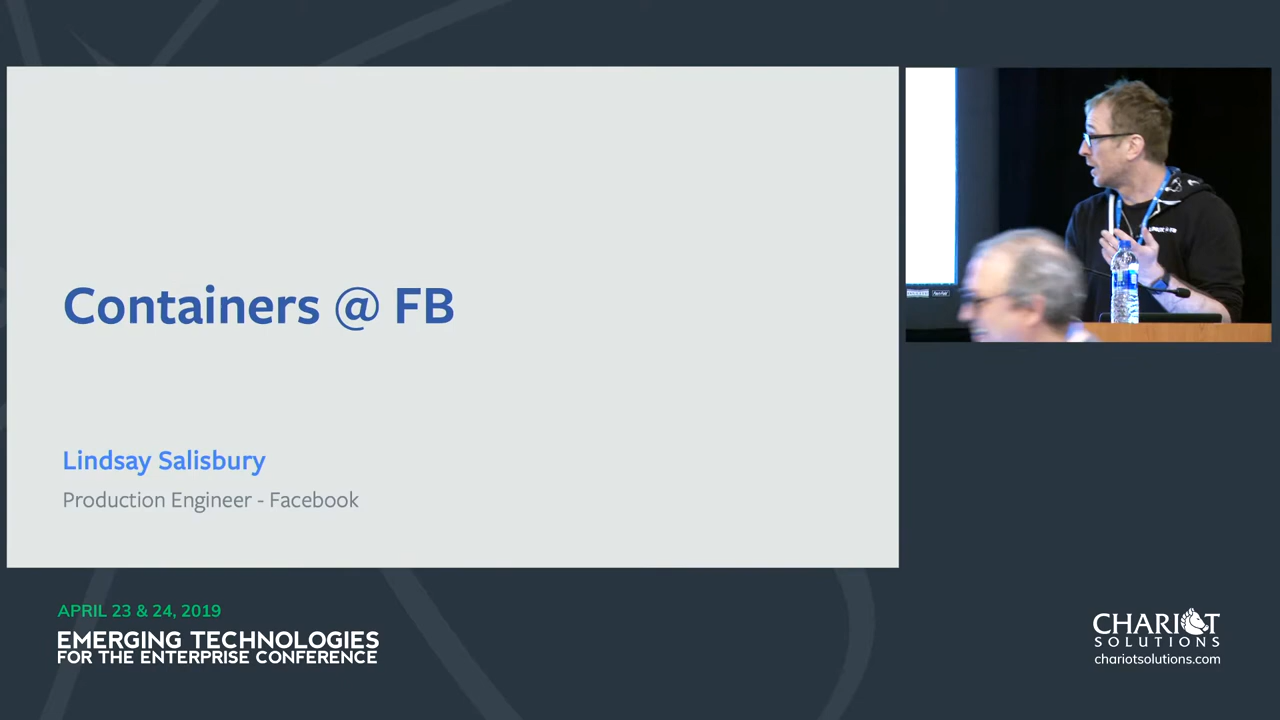 Containers @ FB
Lindsay Salisbury
Production Engineer - Facebook
APRIL 23 & 24, 2019
EMERGING TECHNOLOGIES
FOR THE ENTERPRISE CONFERENCE
CHARIOT
SOLUTIONS
chariotsolutions.com